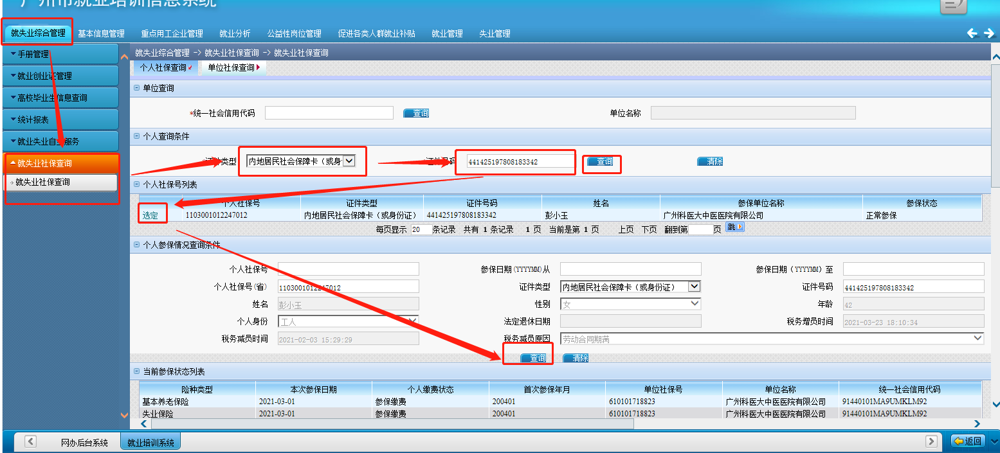 广州市就业培训信息系统
就失业综合管理 基本信息管理 重点用工企业管理 就业分析 公益性岗位管理 促进各类人群就业补贴 就业管理 失业管理
手册管理
就业创业证管理
高校毕业生信息查询
统计报表
就业失业自主服务
就失业社保查询
就失业社保查询
就失业综合管理 -> 就失业社保查询 -> 就失业社保查询
个人社保查询 单位社保查询
单位查询
*统一社会信用代码 查询 单位名称
个人查询条件
证件类型 内地居民社会保障卡（或身 证件号码 441425197808183342 查询 清除
个人社保号列表
个人社保号 证件类型 证件号码 姓名 参保单位名称 参保状态
选定 1103001012247012 内地居民社会保障卡（或身份证） 441425197808183342 彭小玉 广州科医大中医医院有限公司 正常参保
每页显示 20 条记录 共有 1 条记录 1 页 当前是第 1 页 上页 下页 翻到第 页 跳
个人参保情况查询条件
个人社保号 参保日期(YYYYMM)从 参保日期（YYYYMM）至
个人社保号(省) 1103001012247012 证件类型 内地居民社会保障卡（或身份证） 证件号码 441425197808183342
姓名 彭小玉 性别 女 年龄 42
个人身份 工人 法定退休日期 税务增员时间 2021-03-23 18:10:34
税务减员时间 2021-02-03 15:29:29 税务减员原因 劳动合同期满
查询 清除
当前参保状态列表
险种类型 本次参保日期 个人缴费状态 首次参保年月 单位社保号 单位名称 统一社会信用代码
基本养老保险 2021-03-01 参保缴费 200401 610101718823 广州科医大中医医院有限公司 91440101MA9UMKLM92
失业保险 2021-03-01 参保缴费 200401 610101718823 广州科医大中医医院有限公司 91440101MA9UMKLM92
网办后台系统 就业培训系统 返回